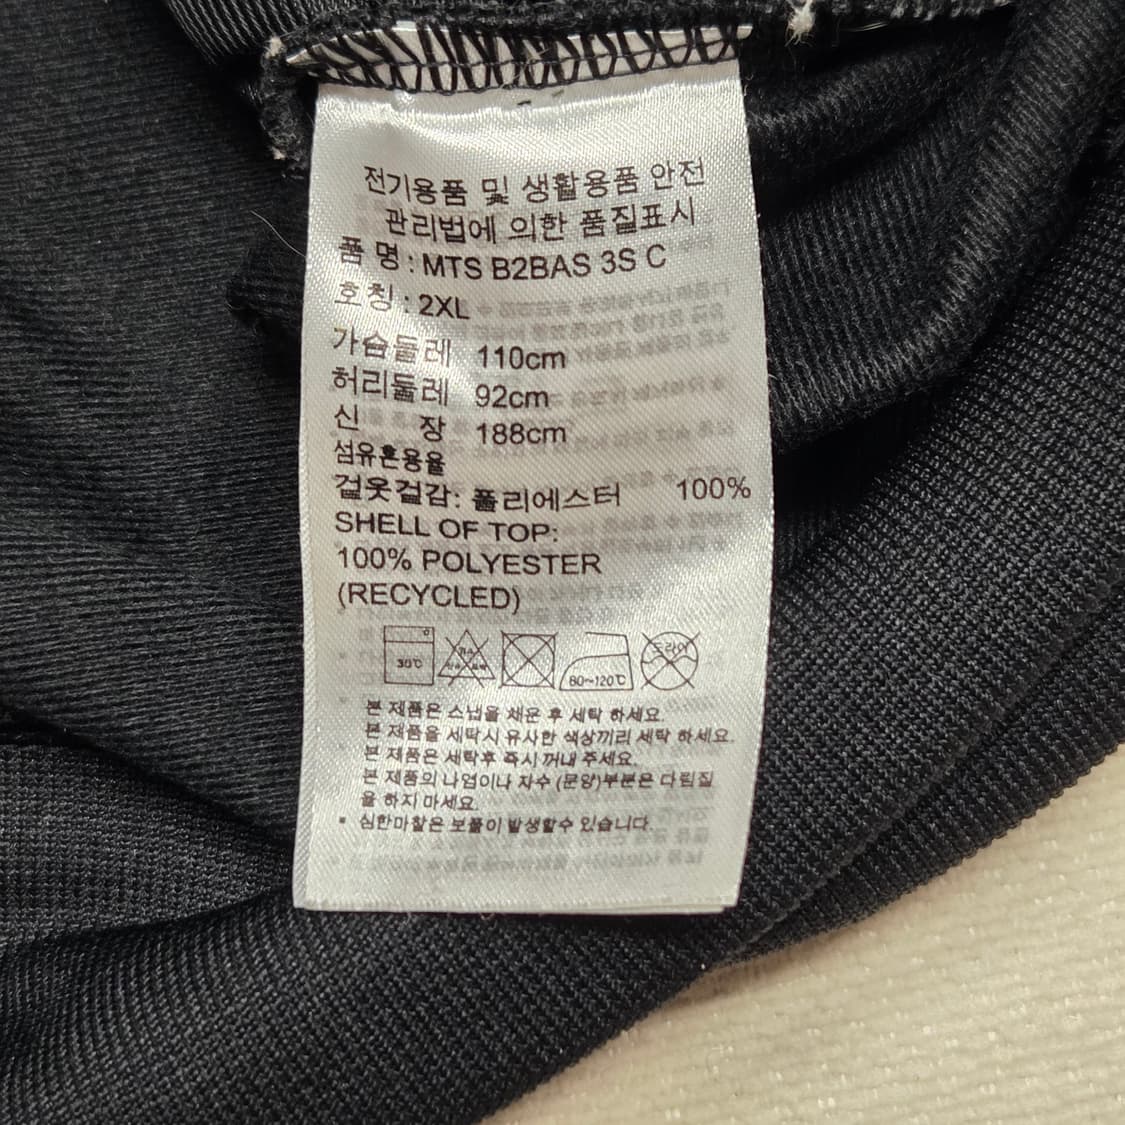 전기용품 및 생활용품 안전
관리법에 의한 품질표시
품 명 : MTS B2BAS 3S C
호칭 : 2XL
가슴둘레 110cm
허리둘레 92cm
신 장 188cm
섬유혼용율
겉옷겉감: 폴리에스터 100%
SHELL OF TOP:
100% POLYESTER
(RECYCLED)
30℃ 80~120℃ 드라이
본 제품은 스냅을 채운 후 세탁 하세요.
본 제품을 세탁시 유사한 색상끼리 세탁 하세요.
본 제품은 세탁후 즉시 꺼내 주세요.
본 제품의 나염이나 자수 (문양)부분은 다림질
을 하지 마세요.
심한마찰은 보풀이 발생할수 있습니다.